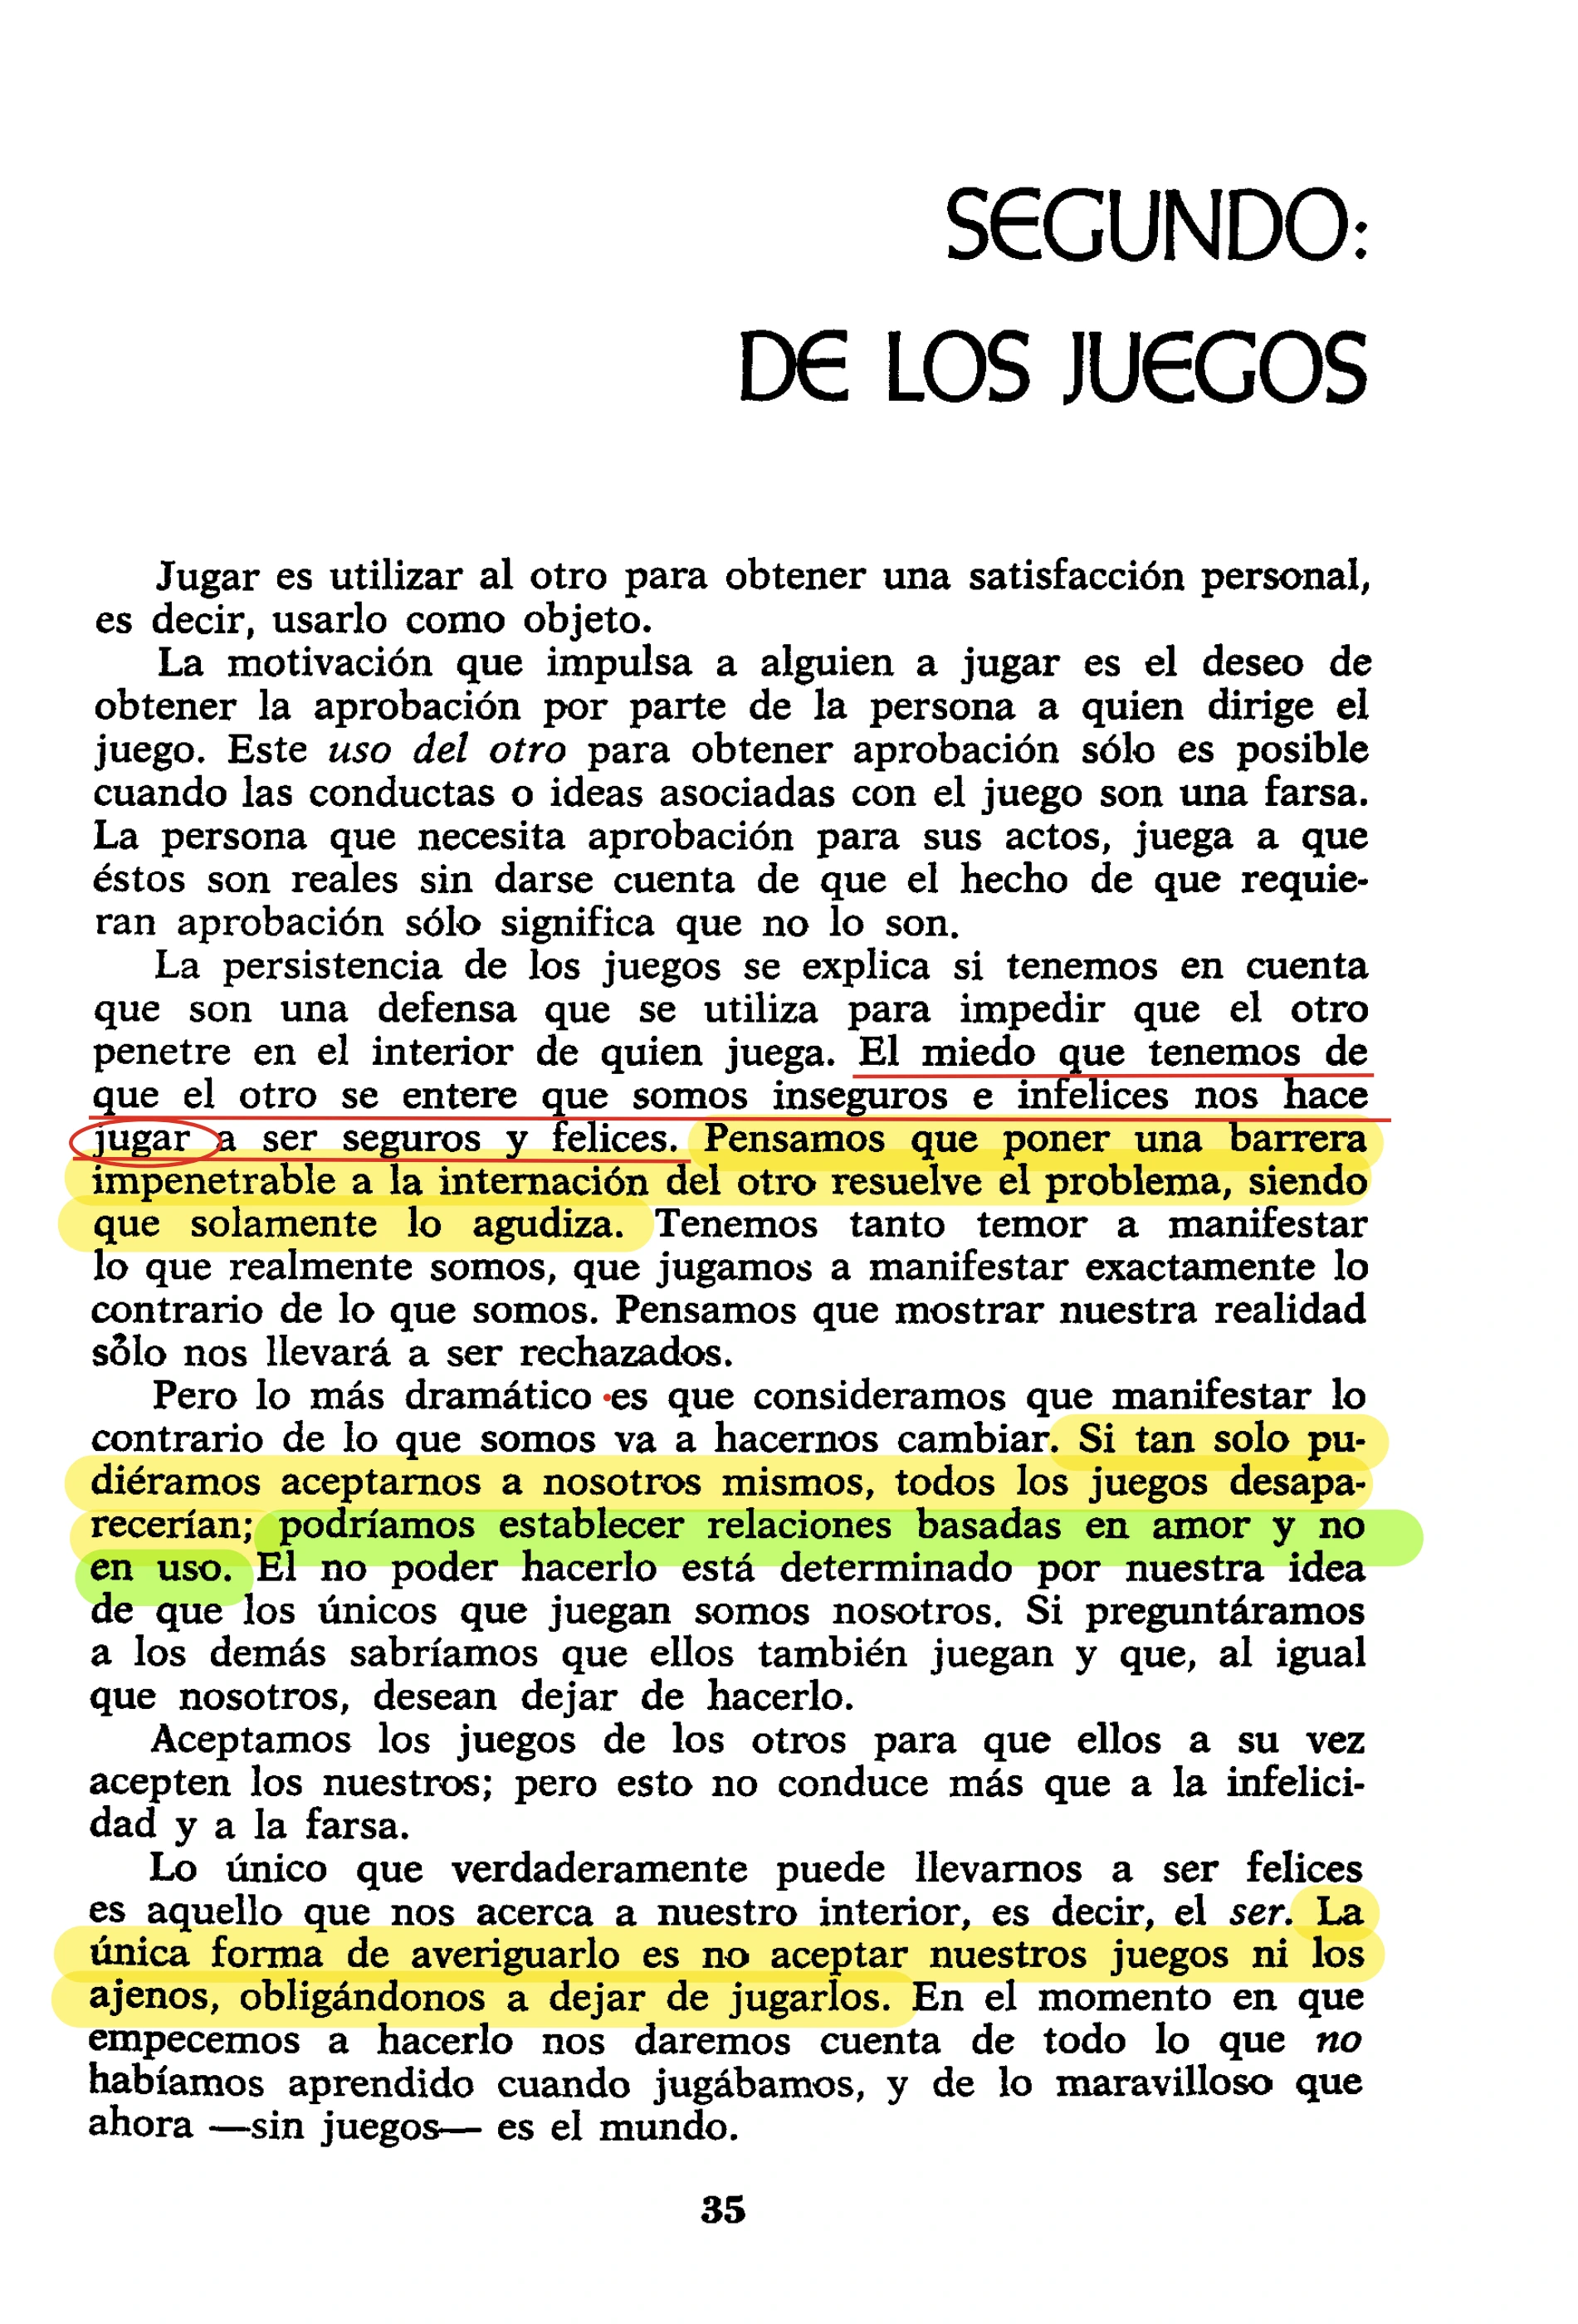 SEGUNDO:
DE LOS JUEGOS
Jugar es utilizar al otro para obtener una satisfacción personal,
es decir, usarlo como objeto.
La motivación que impulsa a alguien a jugar es el deseo de
obtener la aprobación por parte de la persona a quien dirige el
juego. Este uso del otro para obtener aprobación sólo es posible
cuando las conductas o ideas asociadas con el juego son una farsa.
La persona que necesita aprobación para sus actos, juega a que
éstos son reales sin darse cuenta de que el hecho de que requie-
ran aprobación sólo significa que no lo son.
La persistencia de los juegos se explica si tenemos en cuenta
que son una defensa que se utiliza para impedir que el otro
penetre en el interior de quien juega. El miedo que tenemos de
que el otro se entere que somos inseguros e infelices nos hace
jugar a ser seguros y felices. Pensamos que poner una barrera
impenetrable a la internación del otro resuelve el problema, siendo
que solamente lo agudiza. Tenemos tanto temor a manifestar
lo que realmente somos, que jugamos a manifestar exactamente lo
contrario de lo que somos. Pensamos que mostrar nuestra realidad
sólo nos llevará a ser rechazados.
Pero lo más dramático es que consideramos que manifestar lo
contrario de lo que somos va a hacernos cambiar. Si tan solo pu-
diéramos aceptarnos a nosotros mismos, todos los juegos desapa-
recerían; podríamos establecer relaciones basadas en amor y no
en uso. El no poder hacerlo está determinado por nuestra idea
de que los únicos que juegan somos nosotros. Si preguntáramos
a los demás sabríamos que ellos también juegan y que, al igual
que nosotros, desean dejar de hacerlo.
Aceptamos los juegos de los otros para que ellos a su vez
acepten los nuestros; pero esto no conduce más que a la infelici-
dad y a la farsa.
Lo único que verdaderamente puede llevarnos a ser felices
es aquello que nos acerca a nuestro interior, es decir, el ser. La
única forma de averiguarlo es no aceptar nuestros juegos ni los
ajenos, obligándonos a dejar de jugarlos. En el momento en que
empecemos a hacerlo nos daremos cuenta de todo lo que no
habíamos aprendido cuando jugábamos, y de lo maravilloso que
ahora —sin juegos— es el mundo.
35